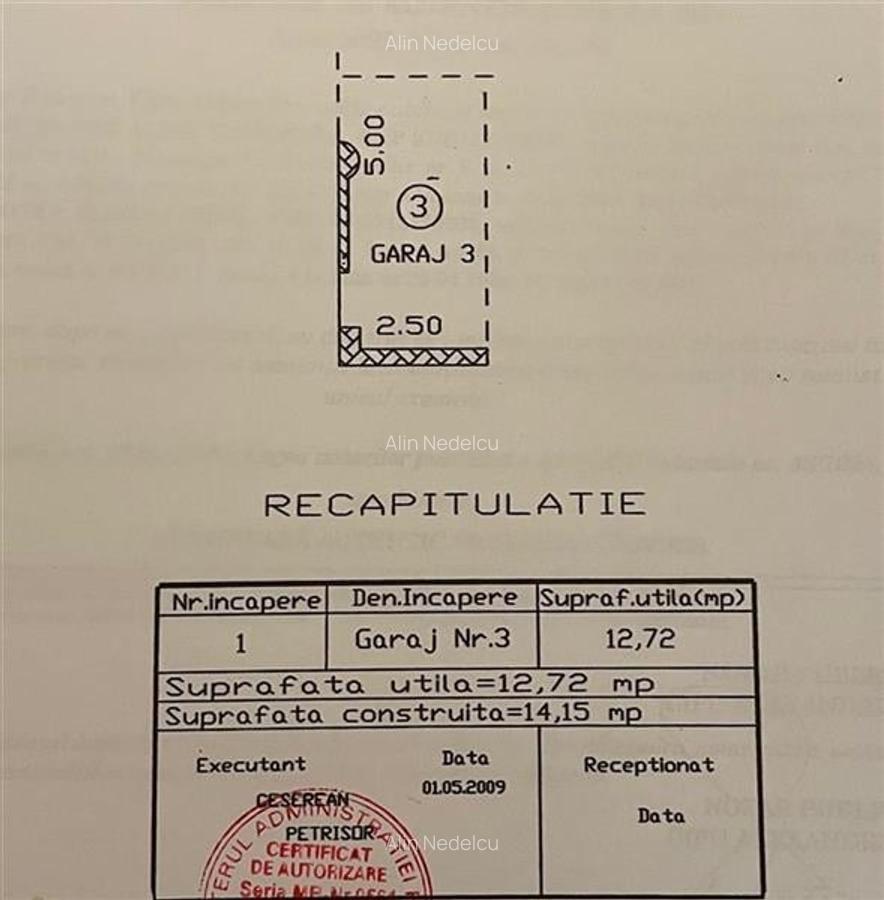 Alin Nedelcu
5.00
3
GARAJ 3
2.50
Alin Nedelcu
RECAPITULATIE
Nr.incapere Den.Incapere Supraf.utila(mp)
1 Garaj Nr.3 12,72
Suprafata utila=12,72 mp
Suprafata construita=14,15 mp
Executant Data Receptionat
01.05.2009
CESEREAN
Data
PETRISOR
Alin Nedelcu
ADMINISTRATIEI
CERTIFICAT
DE AUTORIZARE
Seria